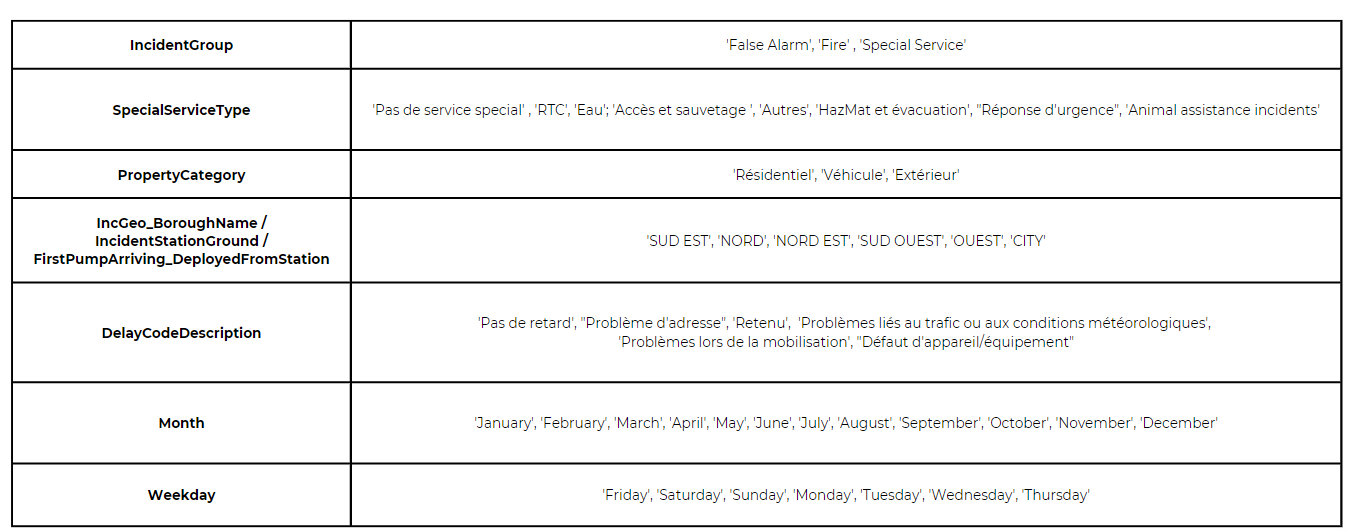 IncidentGroup
'False Alarm', 'Fire' , 'Special Service'
SpecialServiceType
'Pas de service special' , 'RTC', 'Eau'; 'Accès et sauvetage ', 'Autres', 'HazMat et évacuation', "Réponse d'urgence", 'Animal assistance incidents'
PropertyCategory
'Résidentiel', 'Véhicule', 'Extérieur'
IncGeo_BoroughName /
IncidentStationGround /
FirstPumpArriving_DeployedFromStation
'SUD EST', 'NORD', 'NORD EST', 'SUD OUEST', 'OUEST', 'CITY'
DelayCodeDescription
'Pas de retard', "Problème d'adresse", 'Retenu',  'Problèmes liés au trafic ou aux conditions météorologiques',
'Problèmes lors de la mobilisation', "Défaut d'appareil/équipement"
Month
'January', 'February', 'March', 'April', 'May', 'June', 'July', 'August', 'September', 'October', 'November', 'December'
Weekday
'Friday', 'Saturday', 'Sunday', 'Monday', 'Tuesday', 'Wednesday', 'Thursday'